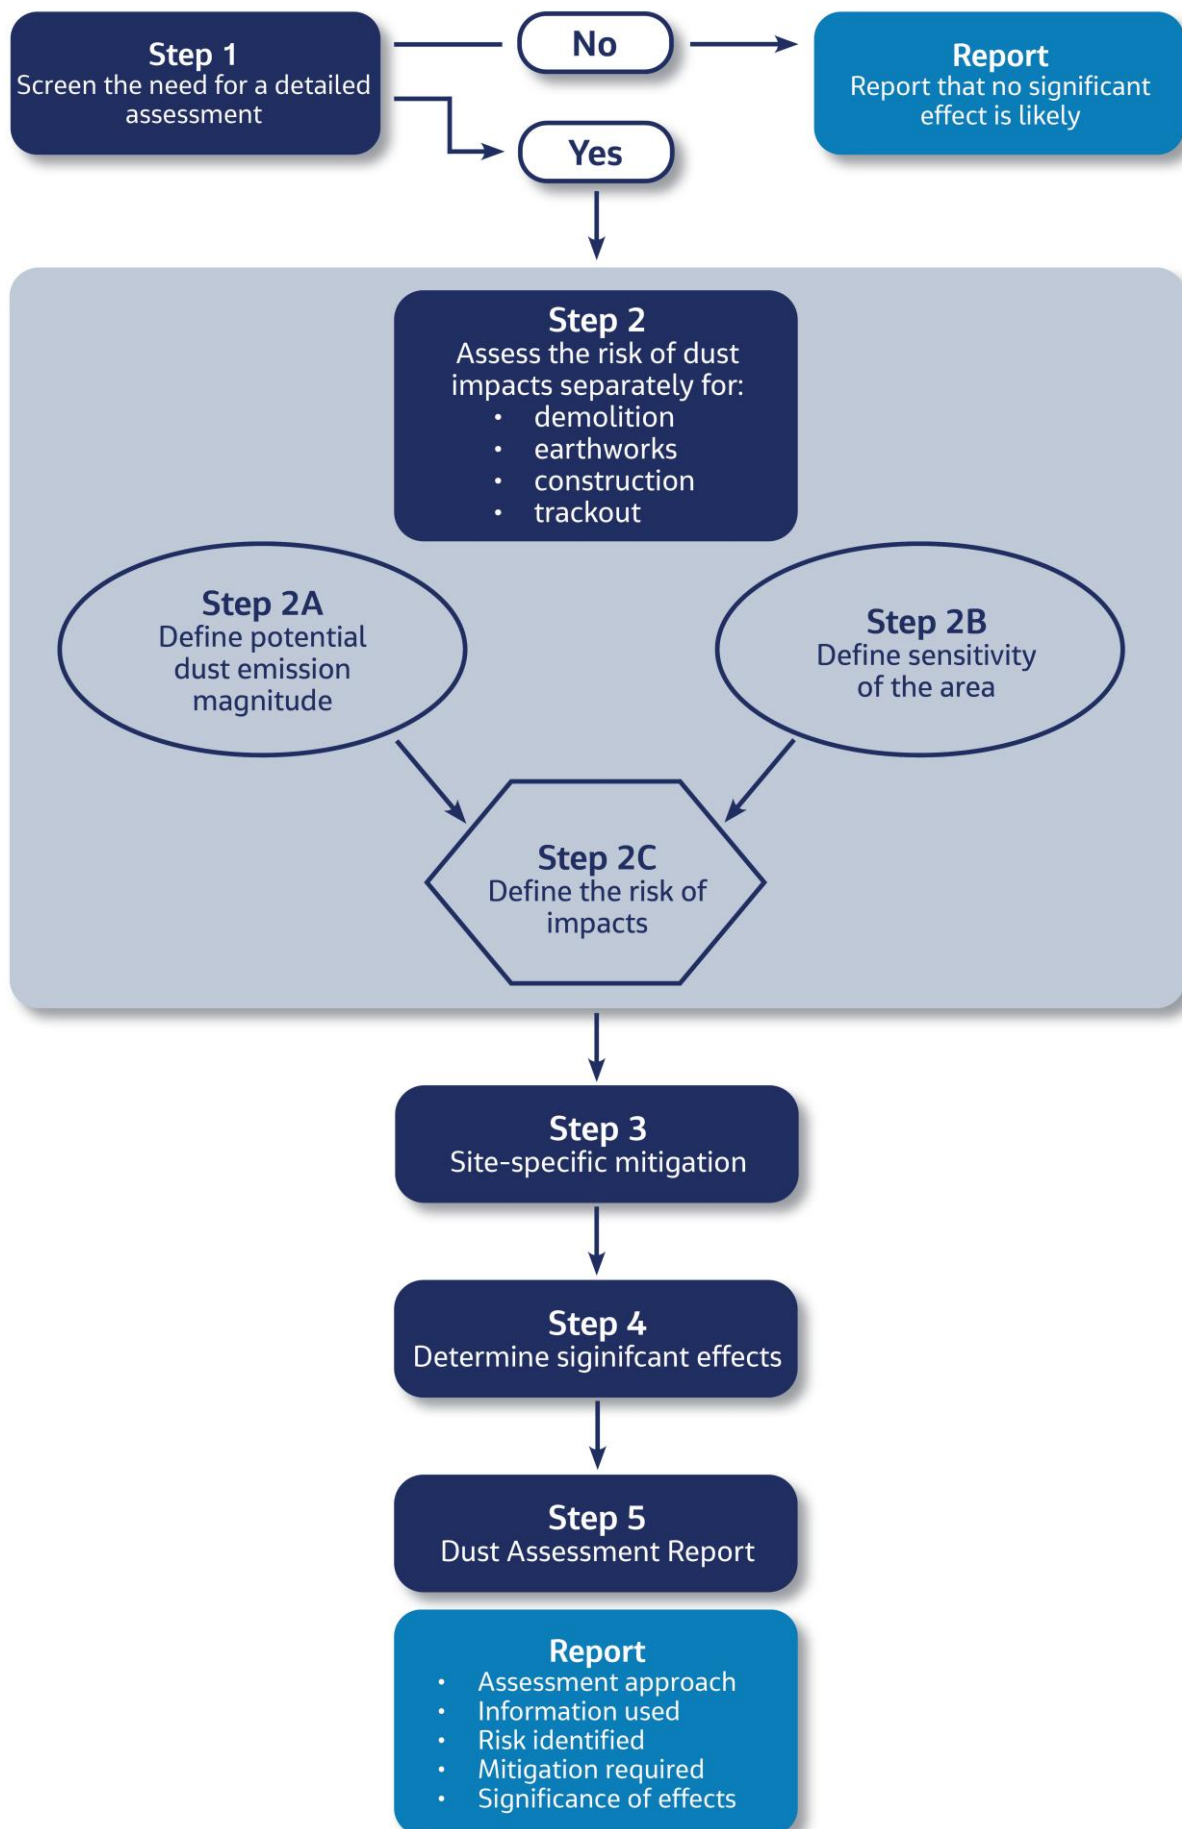 Step 1
Screen the need for a detailed
assessment
No
Report
Report that no significant
effect is likely
Yes
Step 2
Assess the risk of dust
impacts separately for:
• demolition
• earthworks
• construction
• trackout
Step 2A
Define potential
dust emission
magnitude
Step 2B
Define sensitivity
of the area
Step 2C
Define the risk of
impacts
Step 3
Site-specific mitigation
Step 4
Determine siginifcant effects
Step 5
Dust Assessment Report
Report
• Assessment approach
• Information used
• Risk identified
• Mitigation required
• Significance of effects